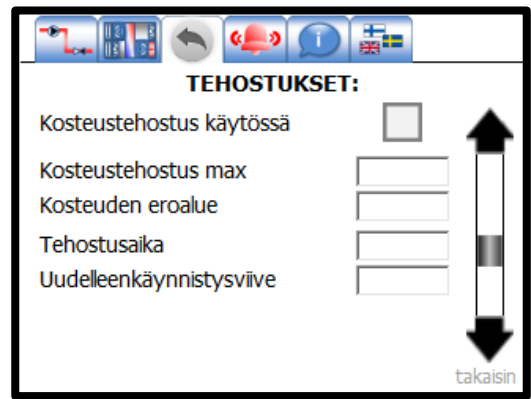 TEHOSTUKSET:
Kosteustehostus käytössä
Kosteustehostus max
Kosteuden eroalue
Tehostusaika
Uudelleenkäynnistysviive
takaisin